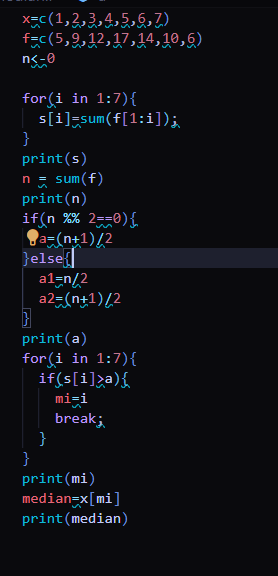 x=c(1,2,3,4,5,6,7)
f=c(5,9,12,17,14,10,6)
n<-0
for(i in 1:7){
s[i]=sum(f[1:i]);
}
print(s)
n = sum(f)
print(n)
if(n %% 2==0){
a=(n+1)/2
}else{
a1=n/2
a2=(n+1)/2
}
print(a)
for(i in 1:7){
if(s[i]>a){
mi=i
break;
}
}
print(mi)
median=x[mi]
print(median)